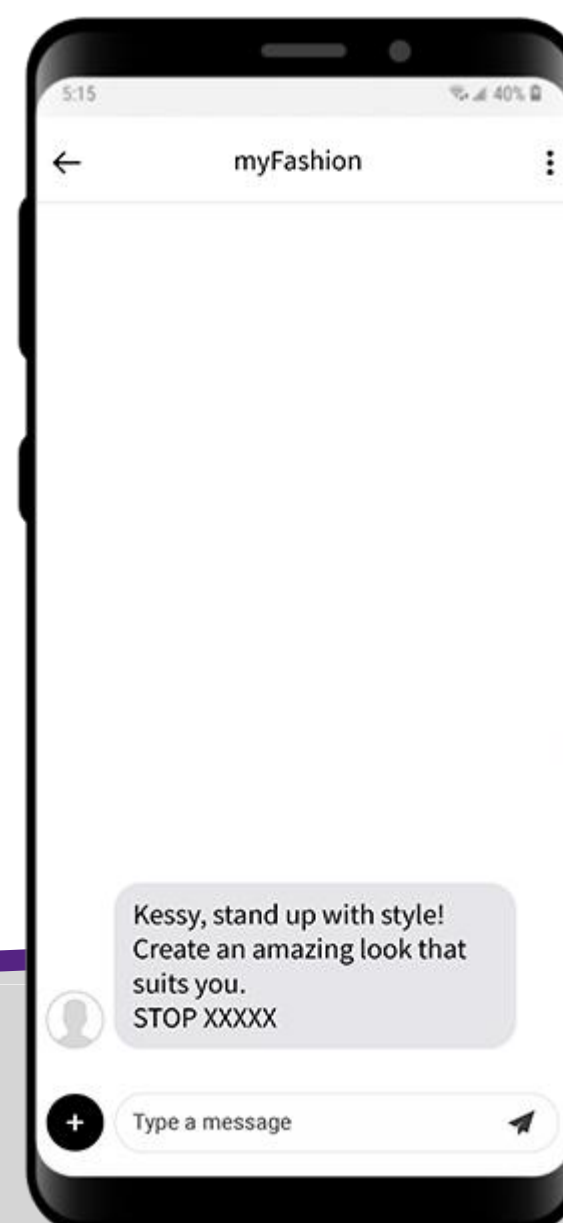 5:15 40%
myFashion
Kessy, stand up with style!
Create an amazing look that
suits you.
STOP XXXXX
Type a message